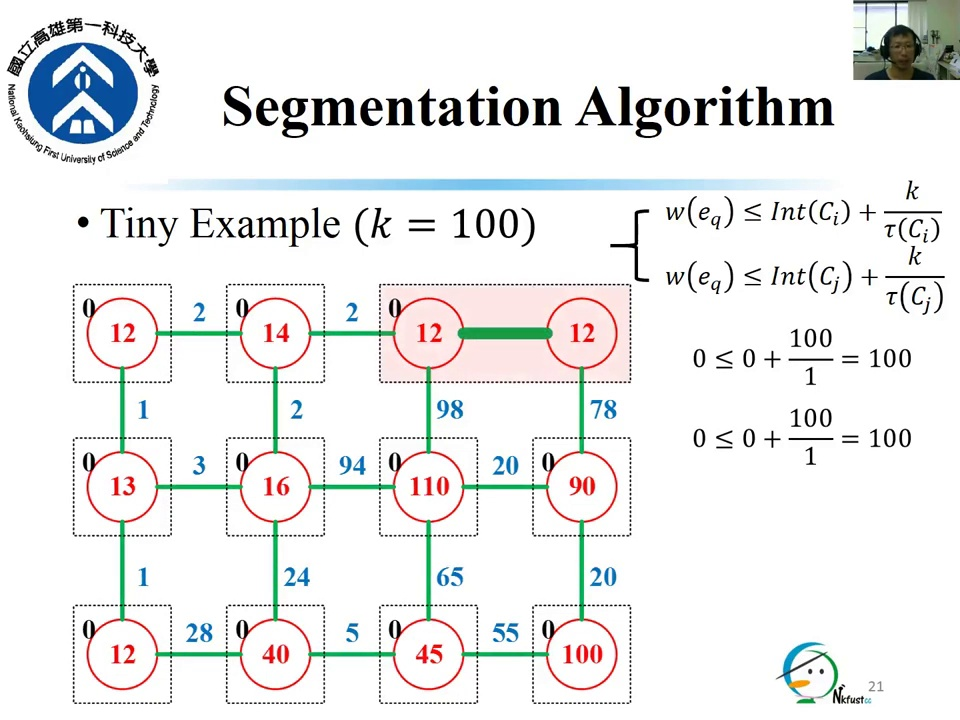 國立高雄第一科技大學
National Kaohsiung First University of Science and Technology
Segmentation Algorithm
• Tiny Example (k = 100)
w(e_q) ≤ Int(C_i) + k/τ(C_i)
w(e_q) ≤ Int(C_j) + k/τ(C_j)
0 ≤ 0 + 100/1 = 100
0 ≤ 0 + 100/1 = 100
0 12 2 0 14 2 0 12 12
1 2 98 78
0 13 3 0 16 94 0 110 20 0 90
1 24 65 20
0 12 28 0 40 5 0 45 55 0 100
Nkfust cc
21